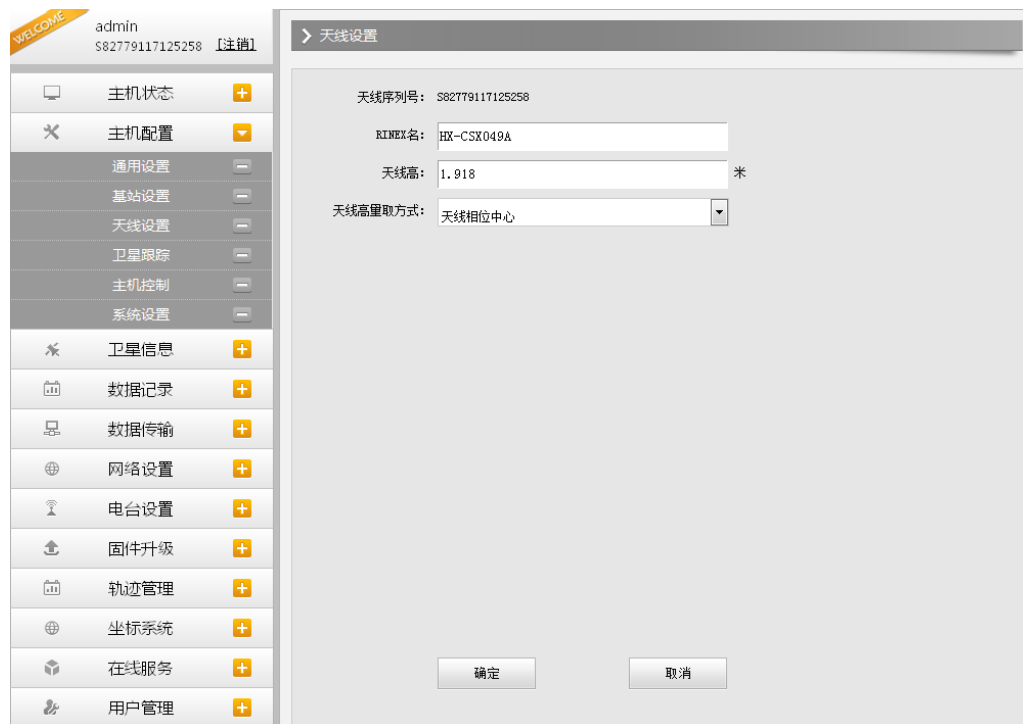 WELCOME
admin
S82779117125258 [注销]
主机状态
主机配置
通用设置
基站设置
天线设置
卫星跟踪
主机控制
系统设置
卫星信息
数据记录
数据传输
网络设置
电台设置
固件升级
轨迹管理
坐标系统
在线服务
用户管理
天线设置
天线序列号: S82779117125258
RINEX名: HX-CSX049A
天线高: 1.918 米
天线高量取方式: 天线相位中心
确定 取消